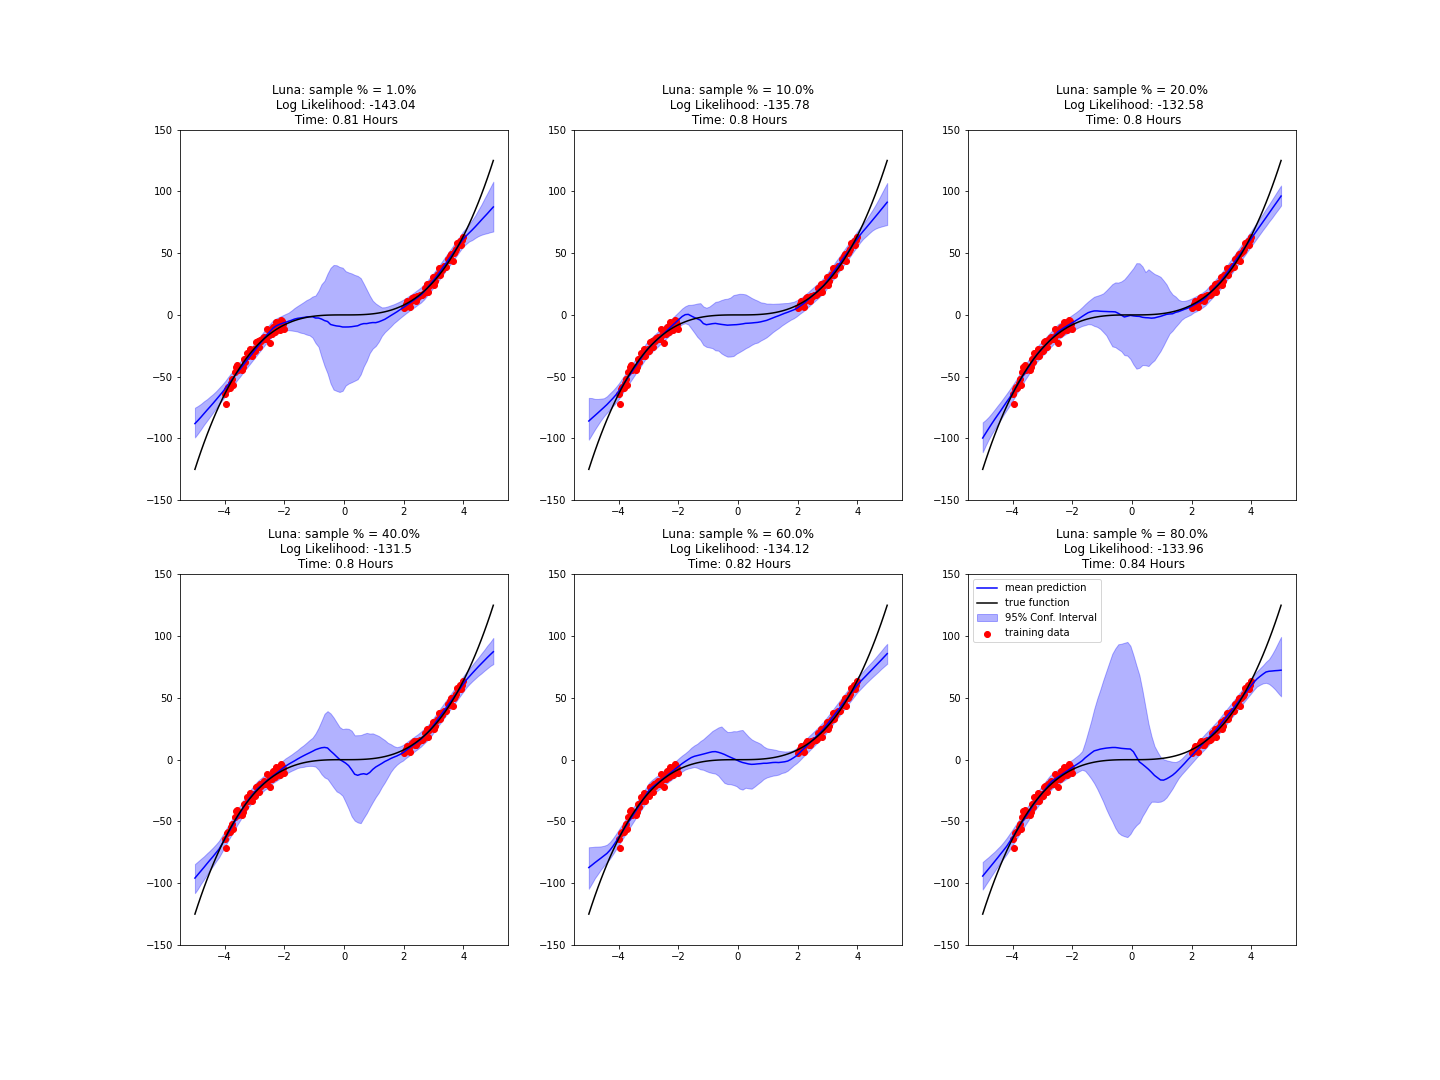 Luna: sample % = 1.0%
Log Likelihood: -143.04
Time: 0.81 Hours
150
100
50
0
−50
−100
−150
−4 −2 0 2 4
Luna: sample % = 10.0%
Log Likelihood: -135.78
Time: 0.8 Hours
150
100
50
0
−50
−100
−150
−4 −2 0 2 4
Luna: sample % = 20.0%
Log Likelihood: -132.58
Time: 0.8 Hours
150
100
50
0
−50
−100
−150
−4 −2 0 2 4
Luna: sample % = 40.0%
Log Likelihood: -131.5
Time: 0.8 Hours
150
100
50
0
−50
−100
−150
−4 −2 0 2 4
Luna: sample % = 60.0%
Log Likelihood: -134.12
Time: 0.82 Hours
150
100
50
0
−50
−100
−150
−4 −2 0 2 4
Luna: sample % = 80.0%
Log Likelihood: -133.96
Time: 0.84 Hours
mean prediction
true function
95% Conf. Interval
training data
150
100
50
0
−50
−100
−150
−4 −2 0 2 4